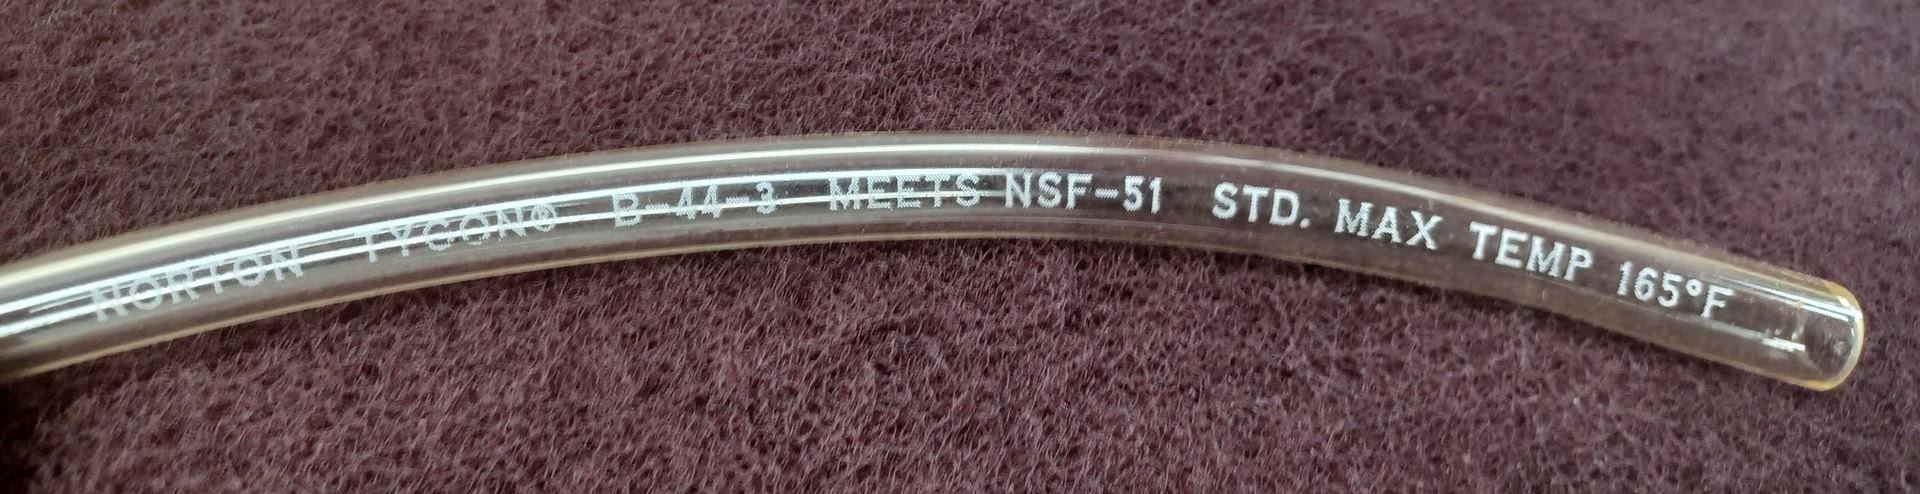 NORTON TYGON® B-44-3 MEETS NSF-51 STD. MAX TEMP 165°F